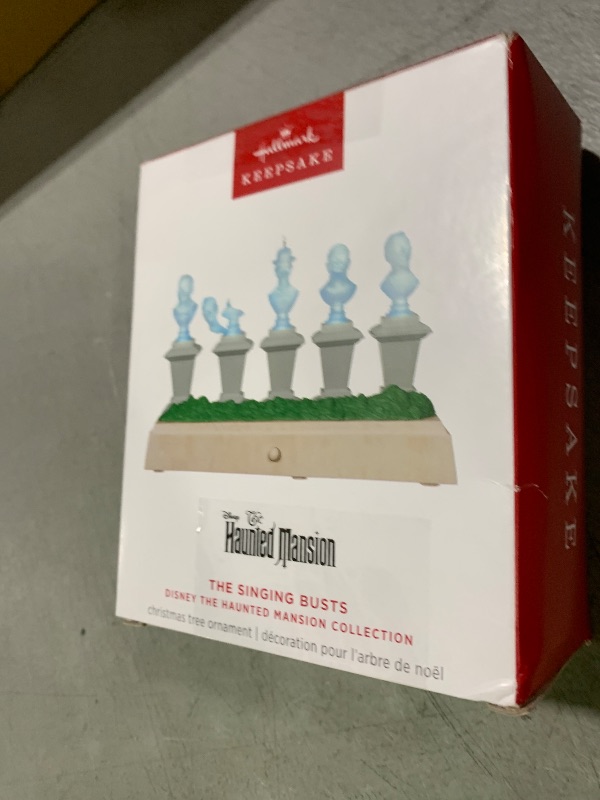 Hallmark
KEEPSAKE
Disney The
Haunted Mansion
THE SINGING BUSTS
DISNEY THE HAUNTED MANSION COLLECTION
christmas tree ornament | décoration pour l'arbre de noël
KEEPSAKE